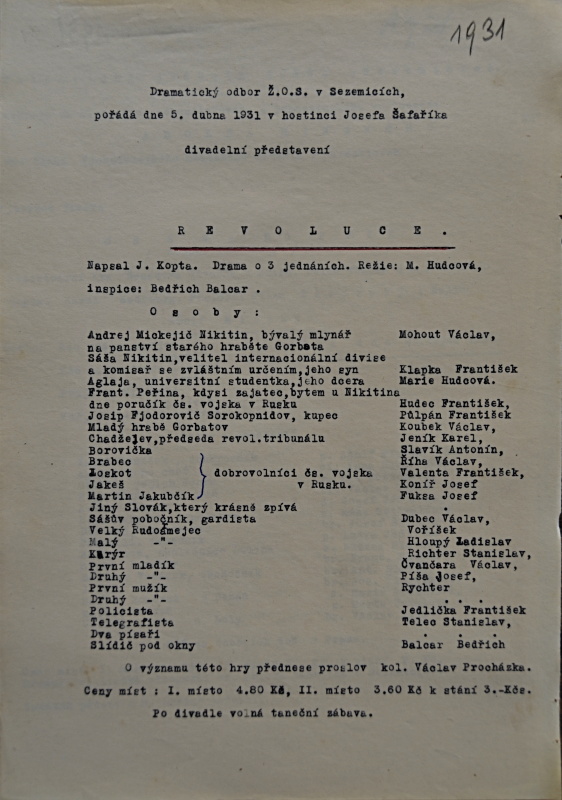 1931
Dramatický odbor Ž.O.S. v Sezemicích,
pořádá dne 5. dubna 1931 v hostinci Josefa Šafaříka
divadelní představení
R E V O L U C E .
Napsal J. Kopta. Drama o 3 jednáních. Režie: M. Hudcová,
inspice: Bedřich Balcar .
O s o b y :
Andrej Mickejič Nikitin, bývalý mlynář Mohout Václav,
na panství starého hraběte Gorbata
Sáša Nikitin,velitel internacionální divise
a komisař se zvláštním určením,jeho syn Klapka František
Aglaja, universitní studentka,jeho dcera Marie Hudcová.
Frant. Peřina, kdysi zajatec,bytem u Nikitina
dne poručík čs. vojska v Rusku Hudec František,
Josip Fjodorovič Sorokopnidov, kupec Půlpán František
Mladý hrabě Gorbatov Koubek Václav,
Chadželev,předseda revol.tribunálu Jeník Karel,
Borovička Slavík Antonín,
Brabec Říha Václav,
Loskot dobrovolníci čs. vojska Valenta František,
Jakeš v Rusku. Koníř Josef
Martin Jakubčík Fuksa Josef
Jiný Slovák,který krásně zpívá .
Sášův pobočník, gardista Dubec Václav,
Velký Rudogmejec Voříšek
Malý -"- Hloupý Ladislav
Kurýr Richter Stanislav,
První mladík Čvančara Václav,
Druhý -"- Píša Josef,
První mužík Rychter
Druhý -"- . . .
Policista Jedlička František
Telegrafista Telec Stanislav,
Dva písaři . . .
Slídič pod okny Balcar Bedřich
O významu této hry přednese proslov kol. Václav Procházka.
Ceny míst : I. místo 4.80 Kč, II. místo 3.60 Kč k stání 3.-Kčs.
Po divadle volná taneční zábava.